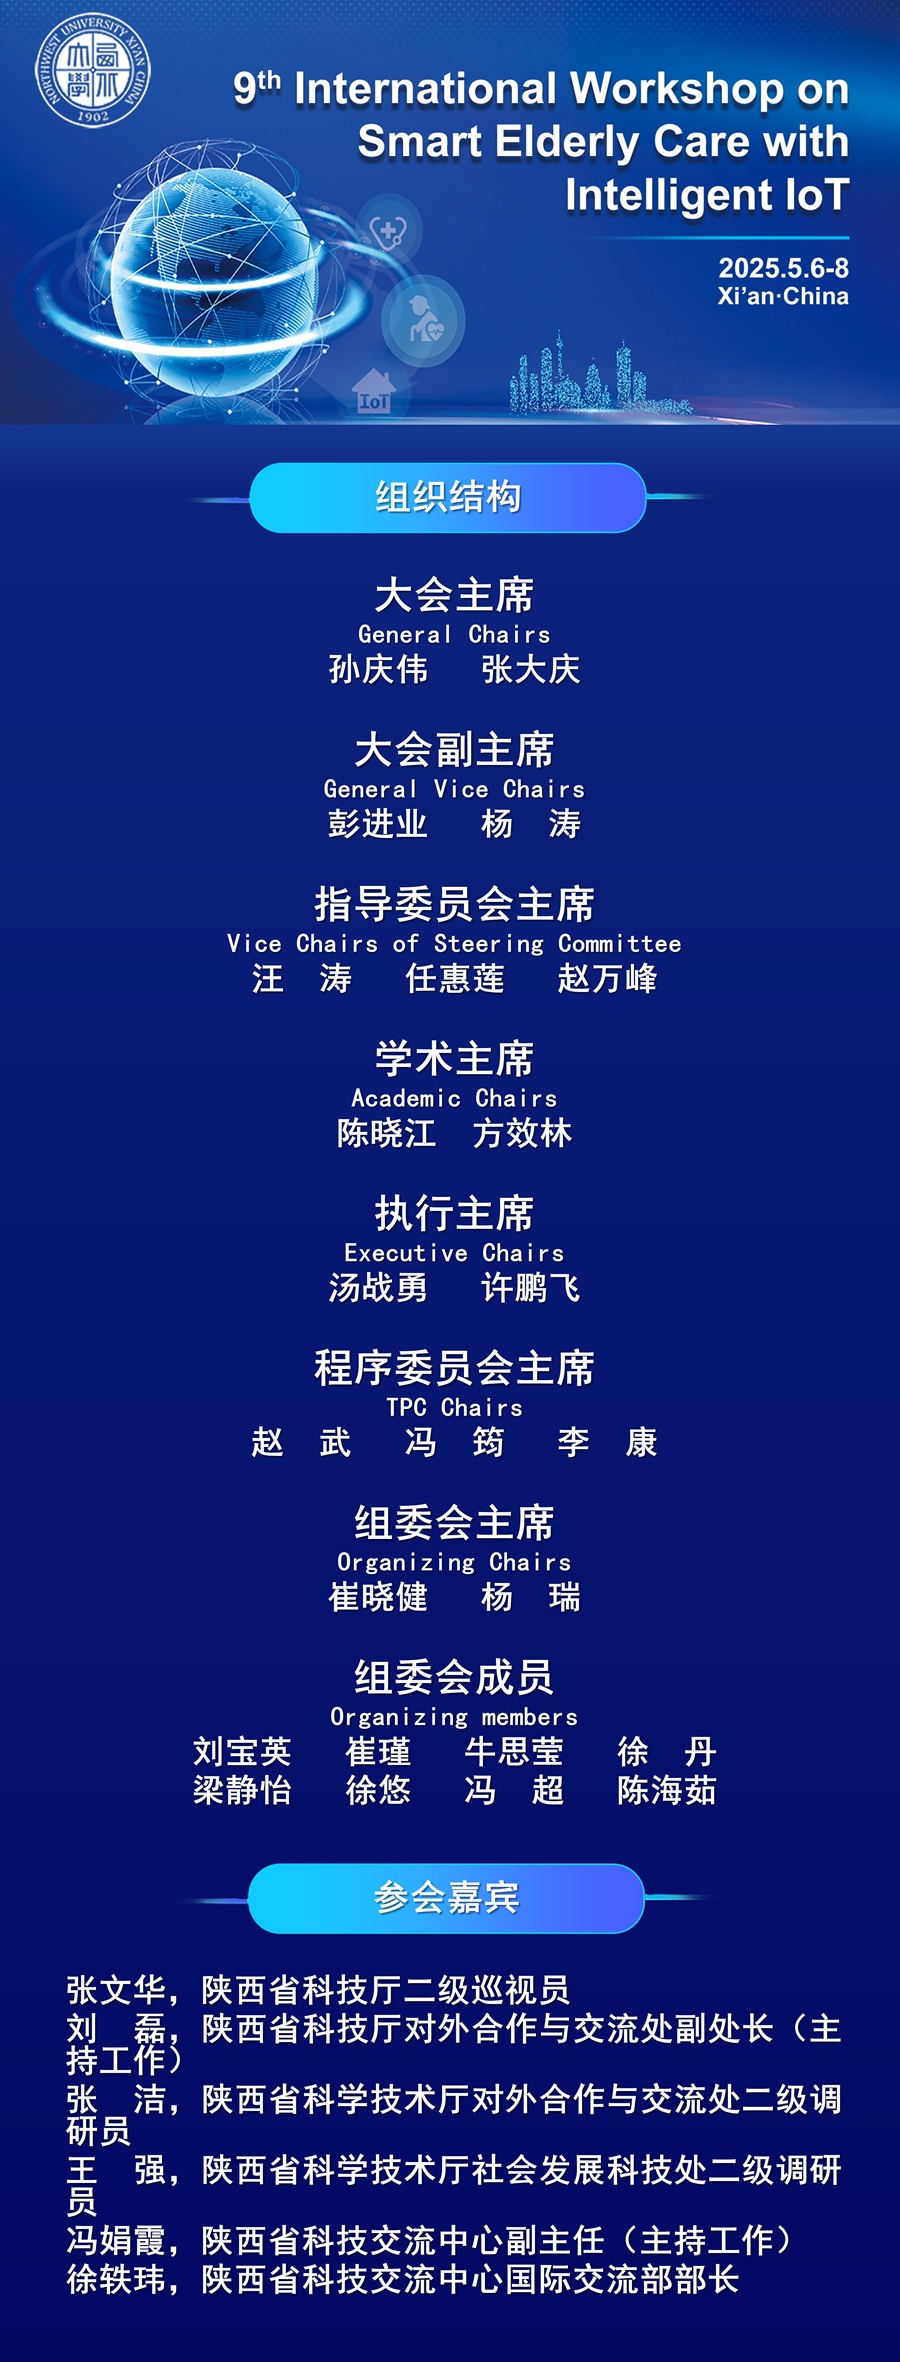 NORTHWEST UNIVERSITY XI'AN CHINA
1902
9th International Workshop on
Smart Elderly Care with
Intelligent IoT
2025.5.6-8
Xi'an·China
IoT
组织结构
大会主席
General Chairs
孙庆伟 张大庆
大会副主席
General Vice Chairs
彭进业 杨 涛
指导委员会主席
Vice Chairs of Steering Committee
汪 涛 任惠莲 赵万峰
学术主席
Academic Chairs
陈晓江 方效林
执行主席
Executive Chairs
汤战勇 许鹏飞
程序委员会主席
TPC Chairs
赵 武 冯 筠 李 康
组委会主席
Organizing Chairs
崔晓健 杨 瑞
组委会成员
Organizing members
刘宝英 崔瑾 牛思莹 徐 丹
梁静怡 徐悠 冯 超 陈海茹
参会嘉宾
张文华，陕西省科技厅二级巡视员
刘 磊，陕西省科技厅对外合作与交流处副处长（主
持工作）
张 洁，陕西省科学技术厅对外合作与交流处二级调
研员
王 强，陕西省科学技术厅社会发展科技处二级调研
员
冯娟霞，陕西省科技交流中心副主任（主持工作）
徐轶玮，陕西省科技交流中心国际交流部部长